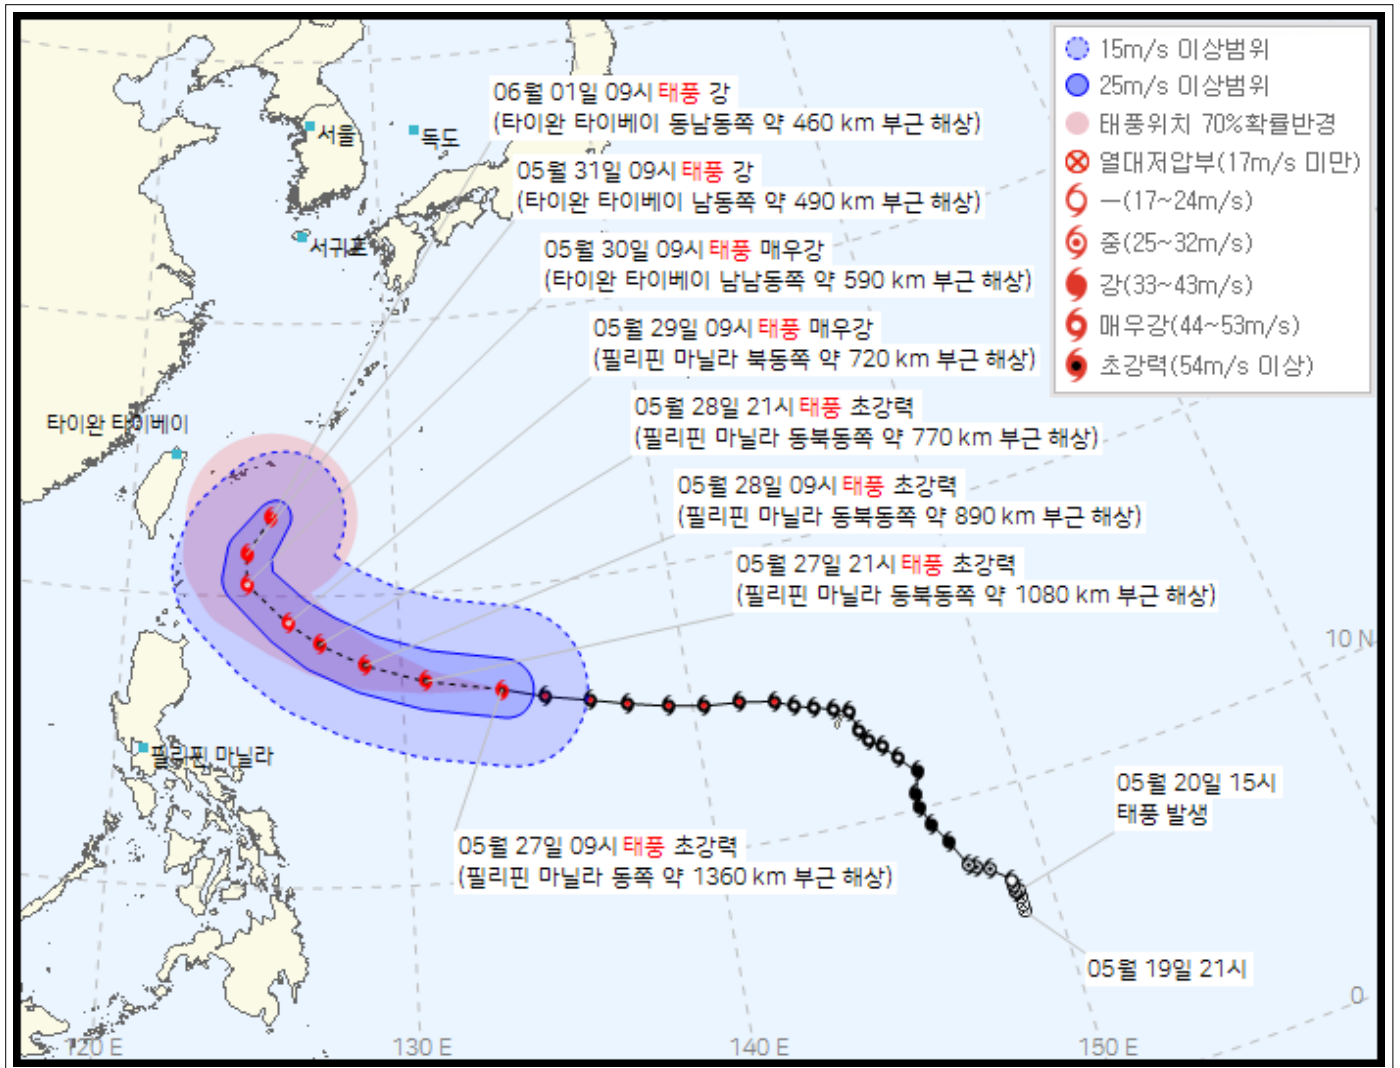 15m/s 이상범위
25m/s 이상범위
태풍위치 70%확률반경
열대저압부(17m/s 미만)
—(17~24m/s)
중(25~32m/s)
강(33~43m/s)
매우강(44~53m/s)
초강력(54m/s 이상)
06월 01일 09시 태풍 강
(타이완 타이베이 동남동쪽 약 460 km 부근 해상)
서울
독도
05월 31일 09시 태풍 강
(타이완 타이베이 남동쪽 약 490 km 부근 해상)
서귀포
05월 30일 09시 태풍 매우강
(타이완 타이베이 남남동쪽 약 590 km 부근 해상)
05월 29일 09시 태풍 매우강
(필리핀 마닐라 북동쪽 약 720 km 부근 해상)
05월 28일 21시 태풍 초강력
(필리핀 마닐라 동북동쪽 약 770 km 부근 해상)
타이완 타이베이
05월 28일 09시 태풍 초강력
(필리핀 마닐라 동북동쪽 약 890 km 부근 해상)
05월 27일 21시 태풍 초강력
(필리핀 마닐라 동북동쪽 약 1080 km 부근 해상)
10 N
필리핀 마닐라
05월 20일 15시
태풍 발생
05월 27일 09시 태풍 초강력
(필리핀 마닐라 동쪽 약 1360 km 부근 해상)
05월 19일 21시
0
120 E
130 E
140 E
150 E